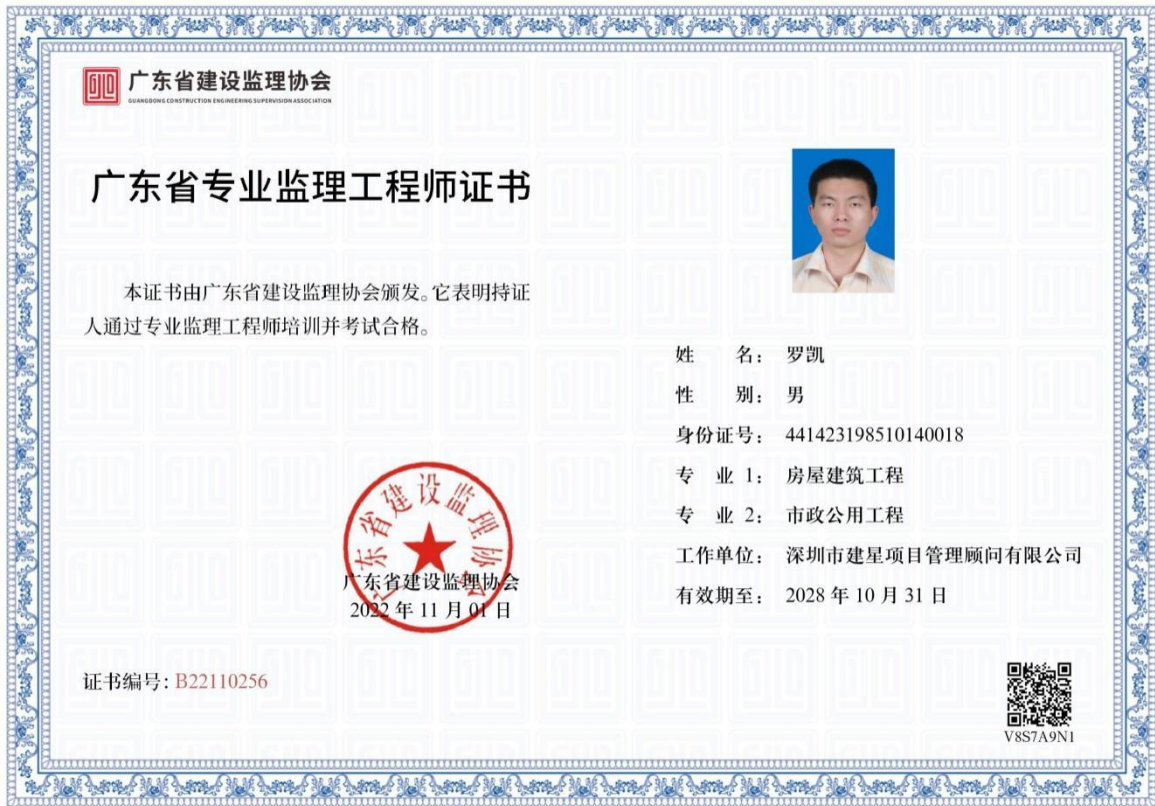 广东省建设监理协会
GUANGDONG CONSTRUCTION ENGINEERING SUPERVISION ASSOCIATION
广东省专业监理工程师证书
本证书由广东省建设监理协会颁发。它表明持证
人通过专业监理工程师培训并考试合格。
姓 名： 罗凯
性 别： 男
身份证号： 441423198510140018
专 业 1： 房屋建筑工程
专 业 2： 市政公用工程
工作单位： 深圳市建星项目管理顾问有限公司
有效期至： 2028 年 10 月 31 日
广东省建设监理协会
广东省建设监理协会
2022 年 11 月 01 日
证书编号：B22110256
V8S7A9N1